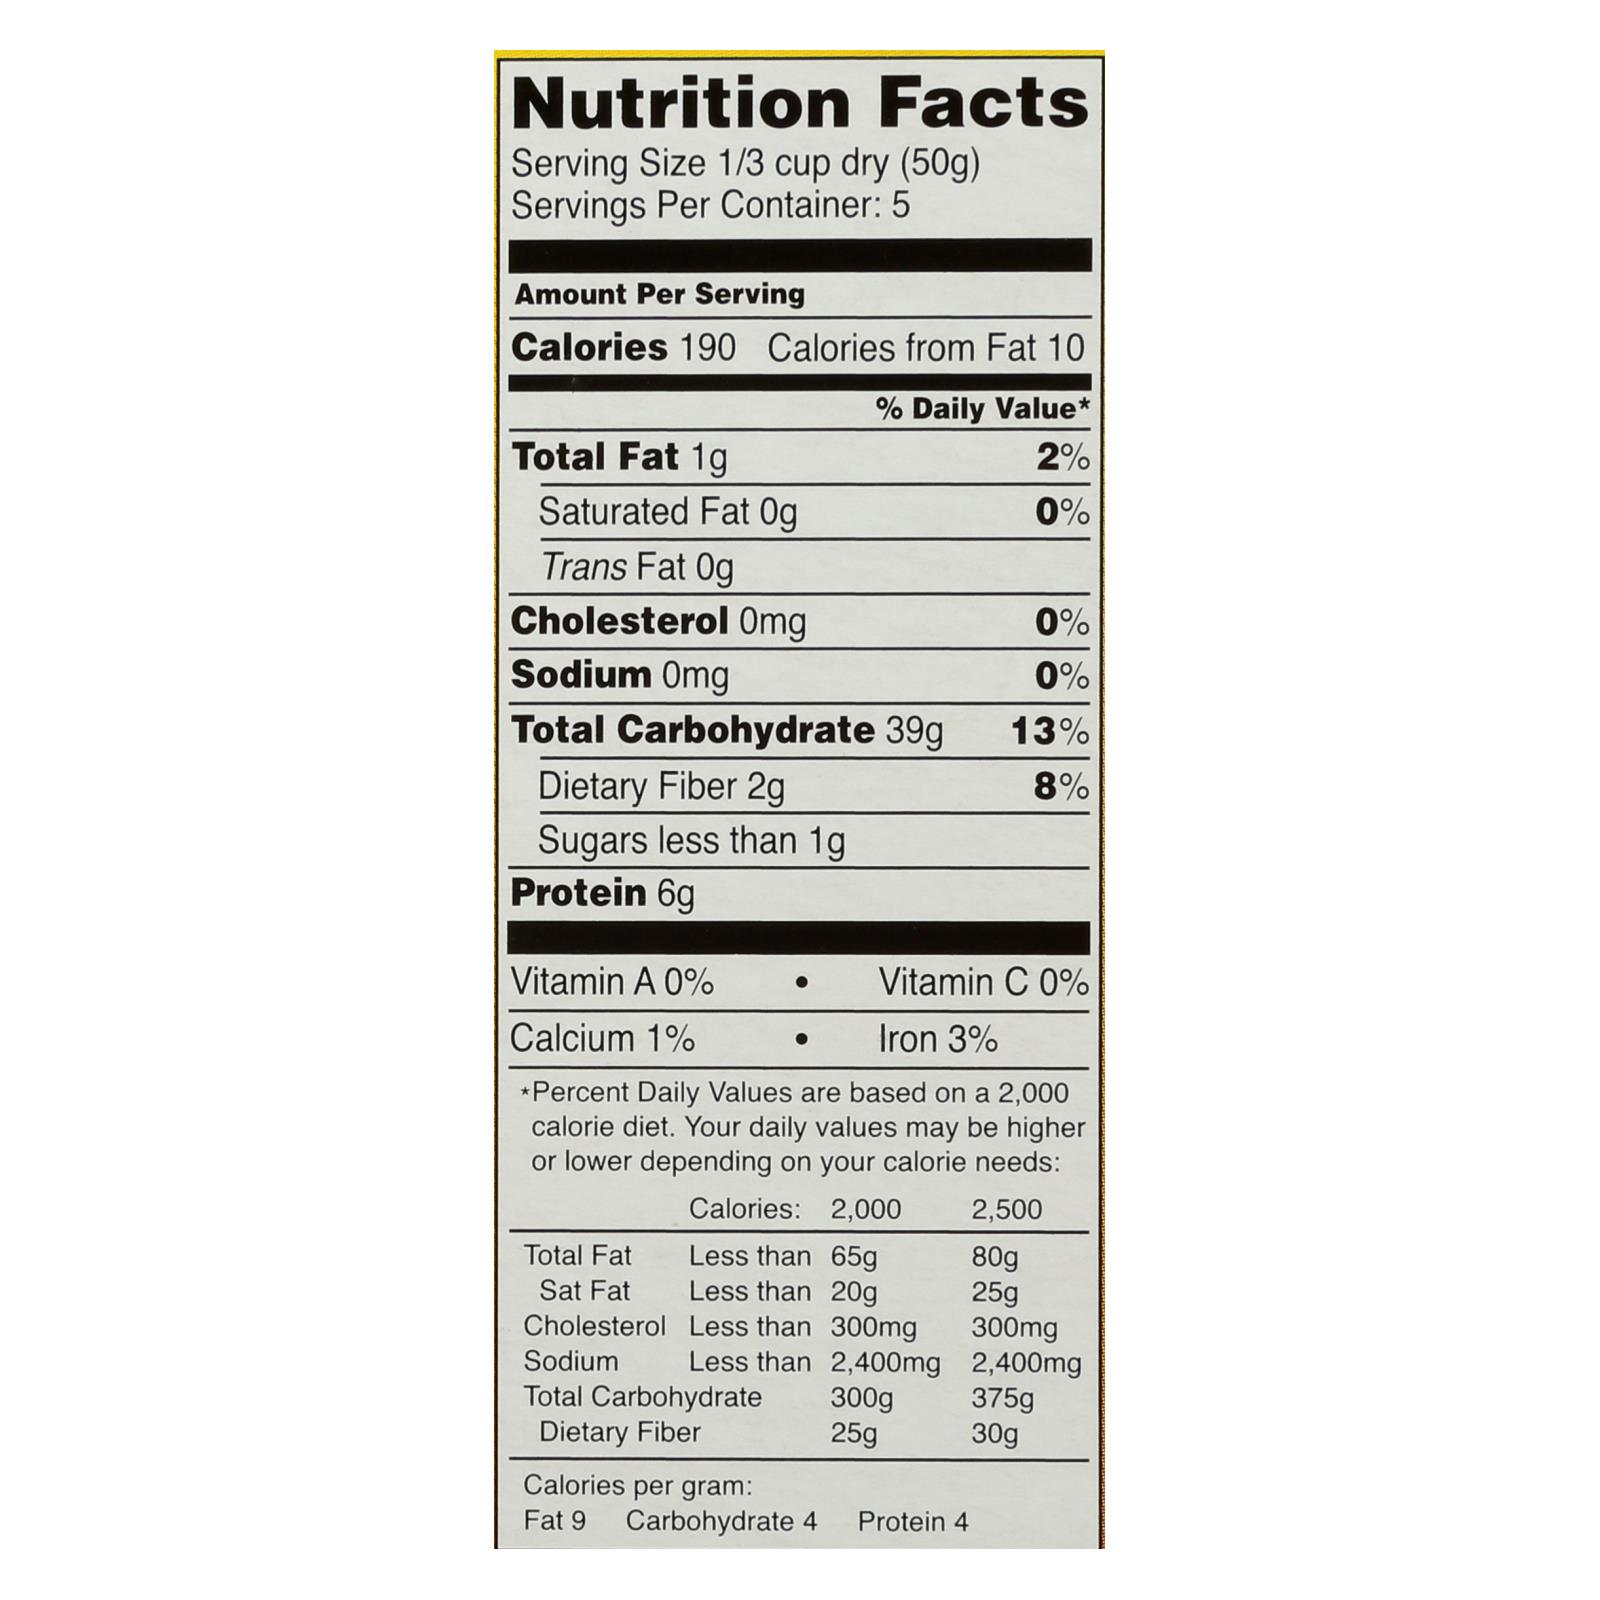 Nutrition Facts
Serving Size 1/3 cup dry (50g)
Servings Per Container: 5
Amount Per Serving
Calories 190 Calories from Fat 10
% Daily Value*
Total Fat 1g 2%
Saturated Fat 0g 0%
Trans Fat 0g
Cholesterol 0mg 0%
Sodium 0mg 0%
Total Carbohydrate 39g 13%
Dietary Fiber 2g 8%
Sugars less than 1g
Protein 6g
Vitamin A 0% • Vitamin C 0%
Calcium 1% • Iron 3%
*Percent Daily Values are based on a 2,000
calorie diet. Your daily values may be higher
or lower depending on your calorie needs:
Calories: 2,000 2,500
Total Fat Less than 65g 80g
Sat Fat Less than 20g 25g
Cholesterol Less than 300mg 300mg
Sodium Less than 2,400mg 2,400mg
Total Carbohydrate 300g 375g
Dietary Fiber 25g 30g
Calories per gram:
Fat 9 Carbohydrate 4 Protein 4